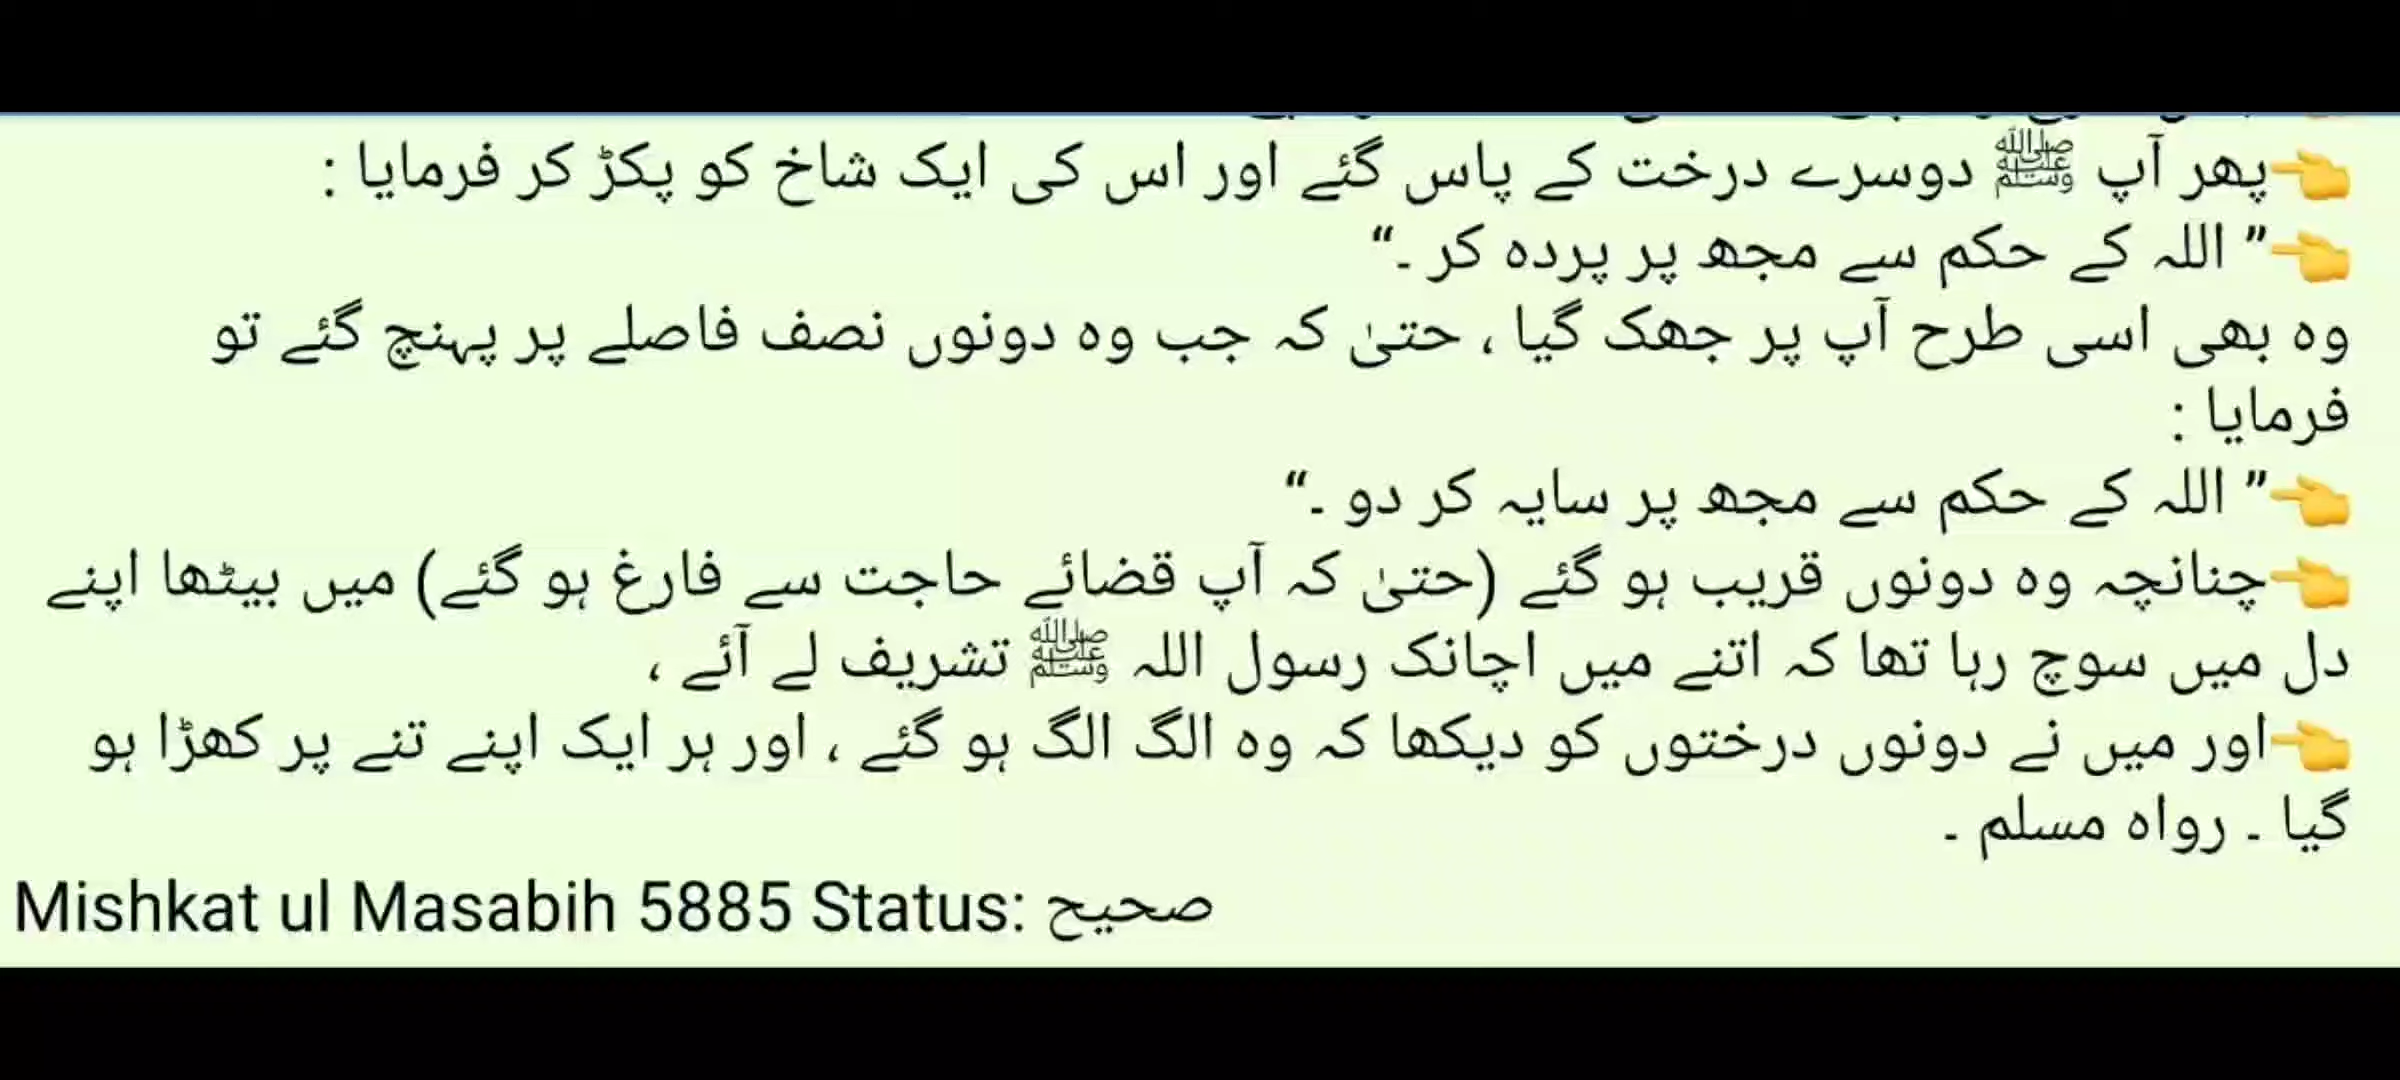 👈پھر آپ ﷺ دوسرے درخت کے پاس گئے اور اس کی ایک شاخ کو پکڑ کر فرمایا :
👈” اللہ کے حکم سے مجھ پر پردہ کر ۔“
وہ بھی اسی طرح آپ پر جھک گیا ، حتیٰ کہ جب وہ دونوں نصف فاصلے پر پہنچ گئے تو
فرمایا :
👈” اللہ کے حکم سے مجھ پر سایہ کر دو ۔“
👈چنانچہ وہ دونوں قریب ہو گئے (حتیٰ کہ آپ قضائے حاجت سے فارغ ہو گئے) میں بیٹھا اپنے
دل میں سوچ رہا تھا کہ اتنے میں اچانک رسول اللہ ﷺ تشریف لے آئے ،
👈اور میں نے دونوں درختوں کو دیکھا کہ وہ الگ الگ ہو گئے ، اور ہر ایک اپنے تنے پر کھڑا ہو
گیا ۔ رواہ مسلم ۔
Mishkat ul Masabih 5885 Status: صحیح